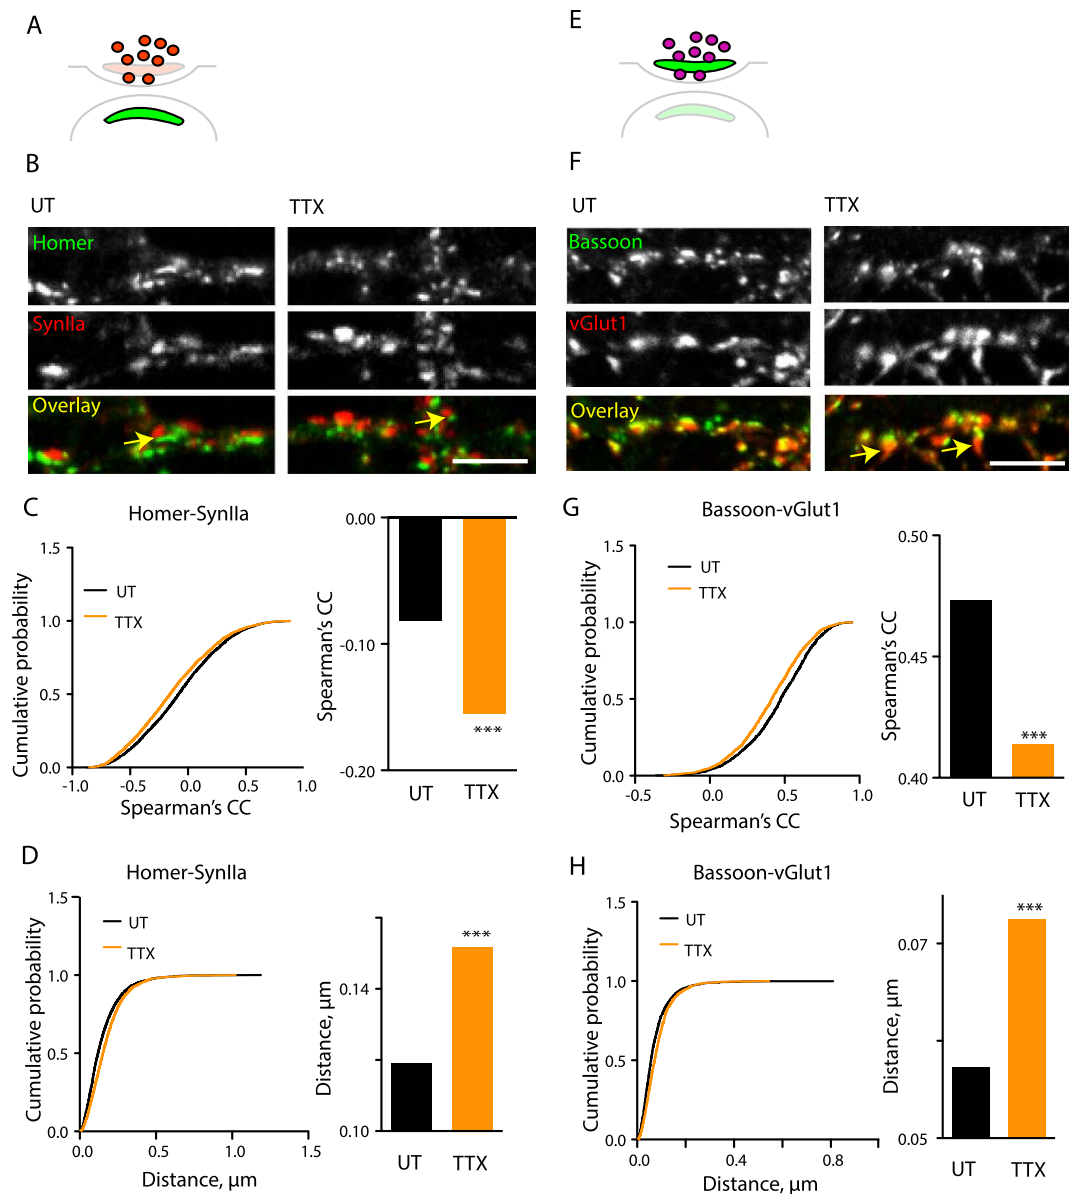 A
B
UT
TTX
Homer
SynIIa
Overlay
C
Homer-SynIIa
Cumulative probability
1.5
1.0
0.5
0.0
UT
TTX
-1.0
-0.5
0.0
0.5
1.0
Spearman's CC
Spearman's CC
0.00
-0.10
-0.20
***
UT
TTX
D
Homer-SynIIa
Cumulative probability
1.5
1.0
0.5
0.0
UT
TTX
0.0
0.5
1.0
1.5
Distance, µm
Distance, µm
0.14
0.10
***
UT
TTX
E
F
UT
TTX
Bassoon
vGlut1
Overlay
G
Bassoon-vGlut1
Cumulative probability
1.5
1.0
0.5
0.0
UT
TTX
-0.5
0.0
0.5
1.0
Spearman's CC
Spearman's CC
0.50
0.45
0.40
***
UT
TTX
H
Bassoon-vGlut1
Cumulative probability
1.5
1.0
0.5
0.0
UT
TTX
0.0
0.4
0.8
Distance, µm
Distance, µm
0.07
0.05
***
UT
TTX